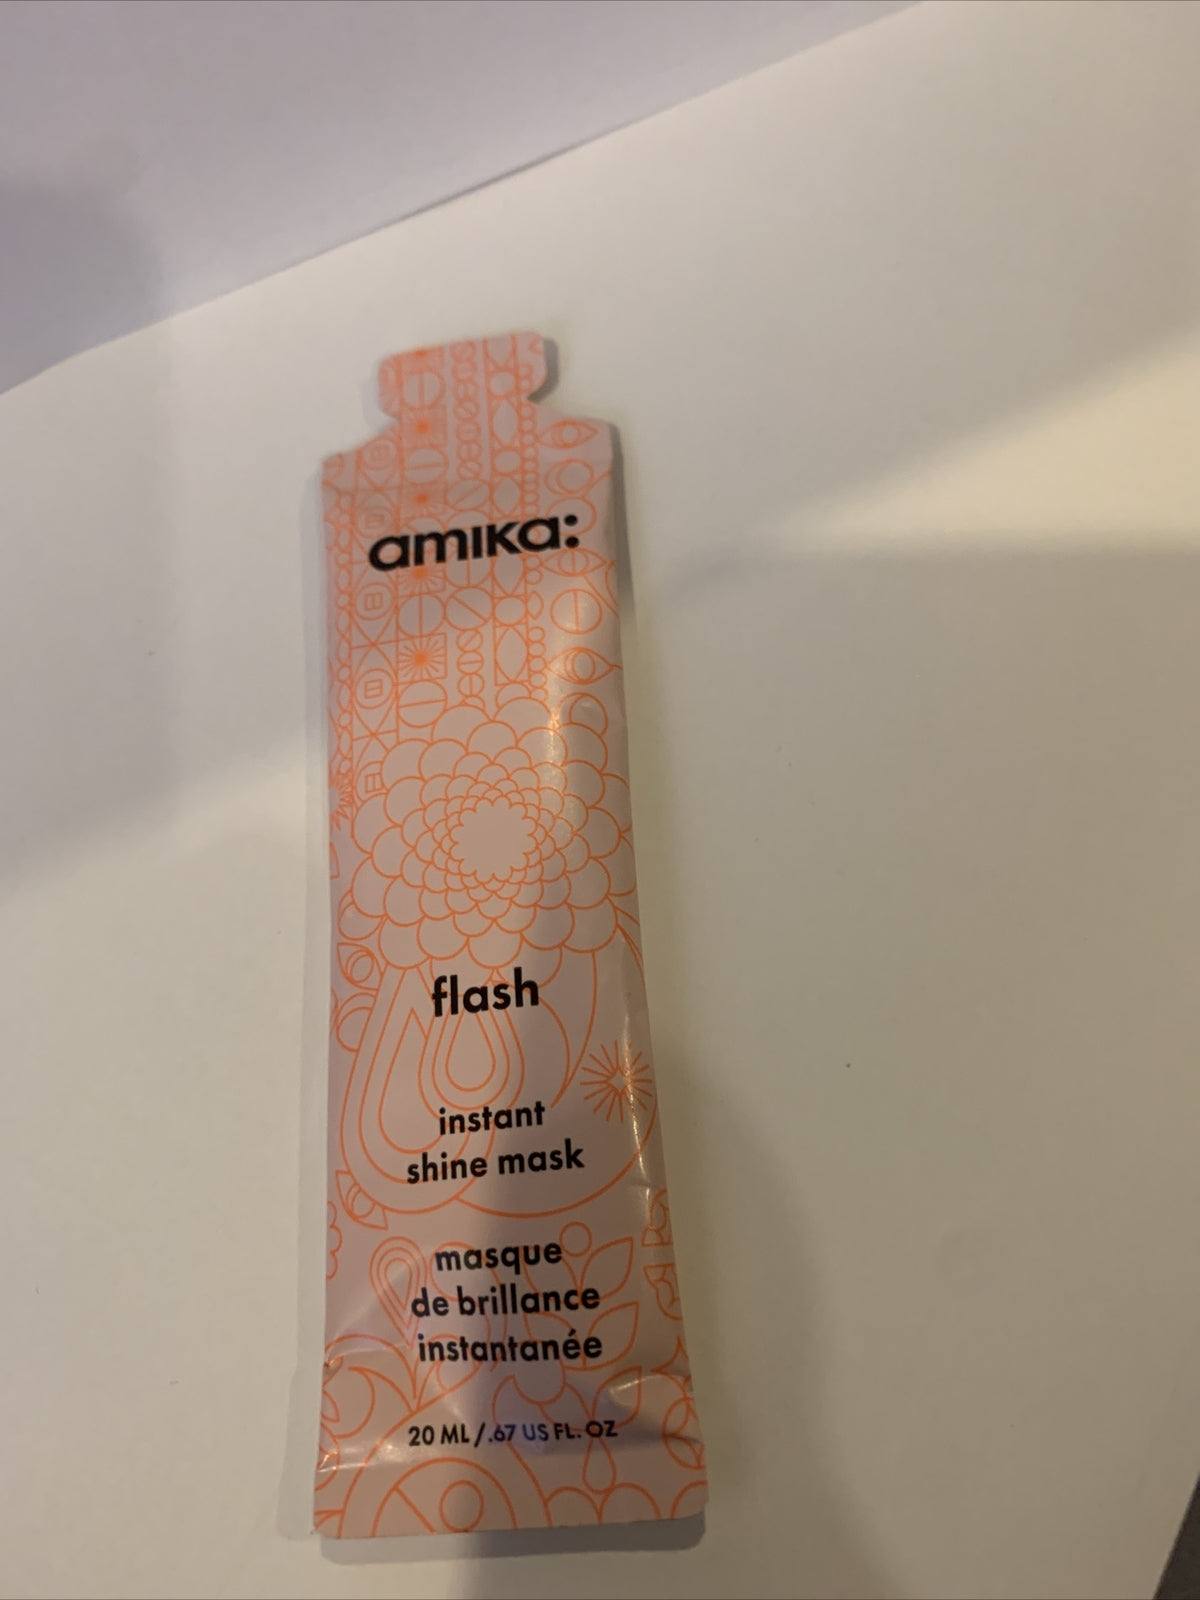 amika:
flash
instant
shine mask
masque
de brillance
instantanée
20 ML / .67 US FL. OZ